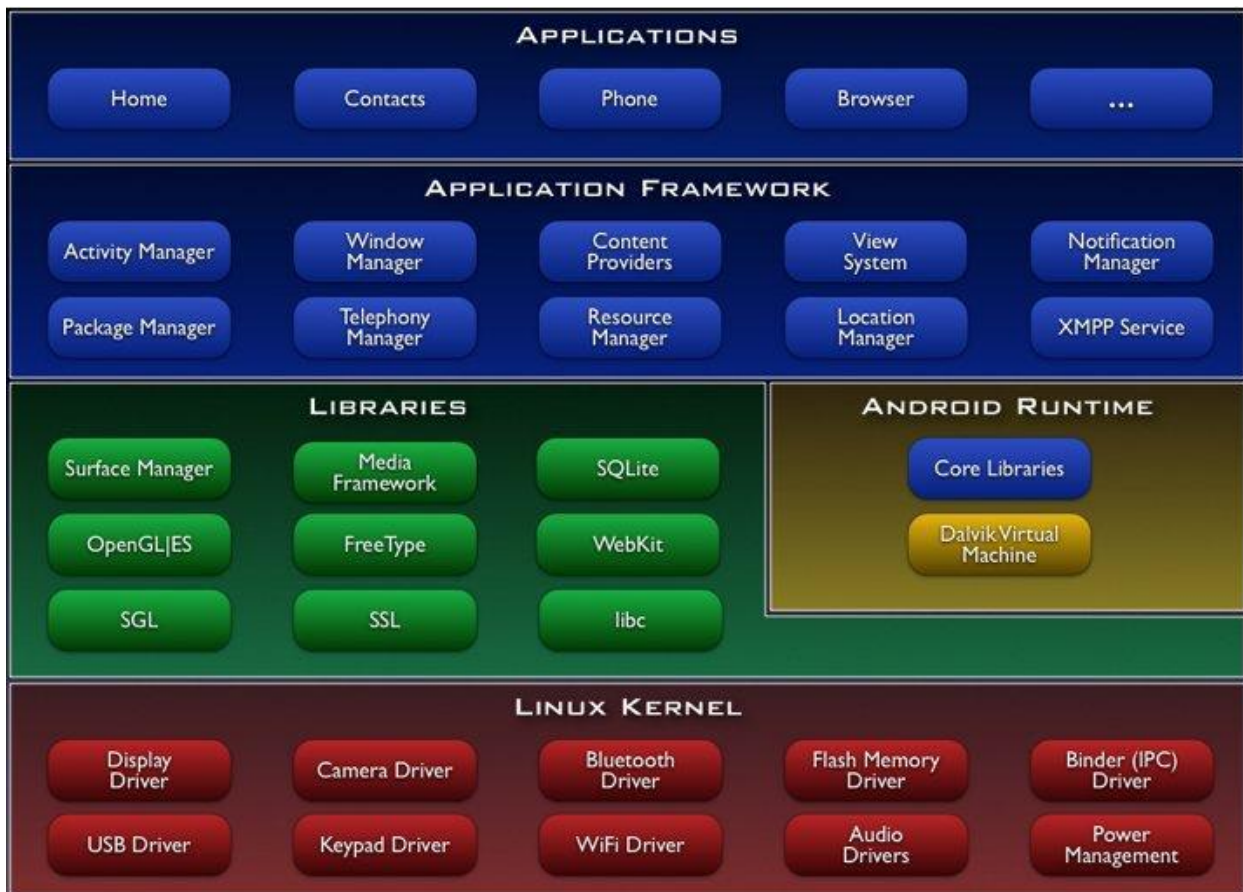 APPLICATIONS
Home
Contacts
Phone
Browser
...
APPLICATION FRAMEWORK
Activity Manager
Window
Manager
Content
Providers
View
System
Notification
Manager
Package Manager
Telephony
Manager
Resource
Manager
Location
Manager
XMPP Service
LIBRARIES
Surface Manager
Media
Framework
SQLite
OpenGL|ES
FreeType
WebKit
SGL
SSL
libc
ANDROID RUNTIME
Core Libraries
Dalvik Virtual
Machine
LINUX KERNEL
Display
Driver
Camera Driver
Bluetooth
Driver
Flash Memory
Driver
Binder (IPC)
Driver
USB Driver
Keypad Driver
WiFi Driver
Audio
Drivers
Power
Management